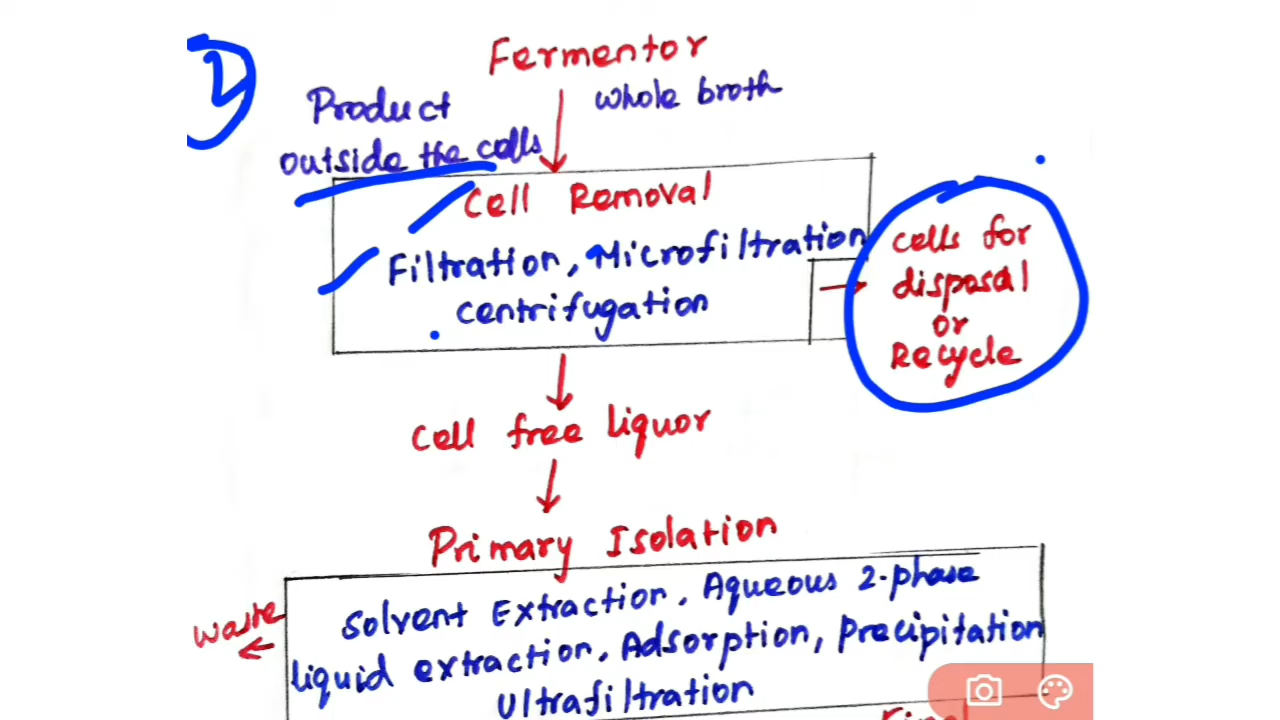 1)
Fermentor
whole broth
Product
outside the cells
Cell Removal
Filtration, Microfiltration
centrifugation
cells for
disposal
or
Recycle
Cell free liquor
Primary Isolation
waste
Solvent Extraction, Aqueous 2-phase
liquid extraction, Adsorption, Precipitation
Ultrafiltration